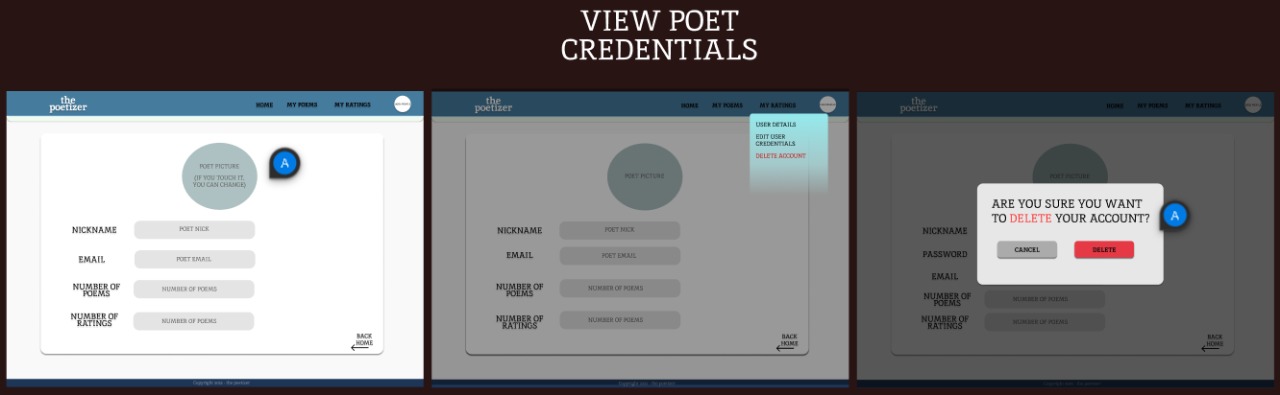 VIEW POET
CREDENTIALS
the
poetizer
HOME MY POEMS MY RATINGS
POET PICTURE
(IF YOU TOUCH IT,
YOU CAN CHANGE)
A
NICKNAME POET NICK
EMAIL POET EMAIL
NUMBER OF
POEMS
NUMBER OF POEMS
NUMBER OF
RATINGS
NUMBER OF POEMS
BACK
HOME
the
poetizer
HOME MY POEMS MY RATINGS
USER DETAILS
EDIT USER
CREDENTIALS
DELETE ACCOUNT
POET PICTURE
NICKNAME POET NICK
EMAIL POET EMAIL
NUMBER OF
POEMS
NUMBER OF POEMS
NUMBER OF
RATINGS
NUMBER OF POEMS
BACK
HOME
the
poetizer
HOME MY POEMS MY RATINGS
POET PICTURE
ARE YOU SURE YOU WANT
TO DELETE YOUR ACCOUNT?
A
CANCEL DELETE
NICKNAME
PASSWORD
EMAIL
NUMBER OF
POEMS
NUMBER OF POEMS
NUMBER OF
RATINGS
NUMBER OF POEMS
BACK
HOME